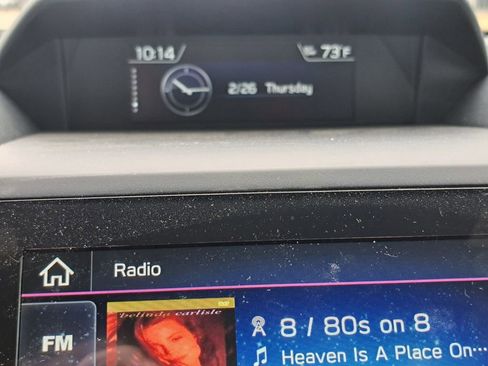 10:14
73°F
2/26 Thursday
Radio
FM
belinda carlisle
8 / 80s on 8
Heaven Is A Place On...